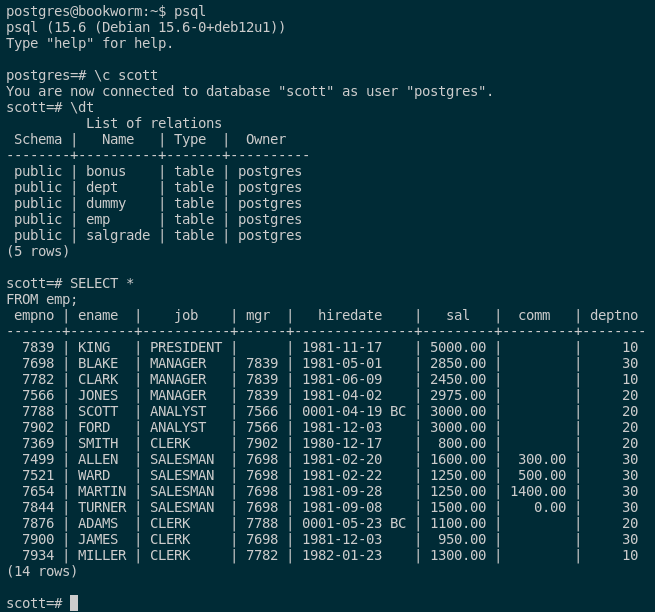 postgres@bookworm:~$ psql
psql (15.6 (Debian 15.6-0+deb12u1))
Type "help" for help.

postgres=# \c scott
You are now connected to database "scott" as user "postgres".
scott=# \dt
          List of relations
 Schema |   Name   | Type  |  Owner
--------+----------+-------+----------
 public | bonus    | table | postgres
 public | dept     | table | postgres
 public | dummy    | table | postgres
 public | emp      | table | postgres
 public | salgrade | table | postgres
(5 rows)

scott=# SELECT *
FROM emp;
 empno | ename  |    job    | mgr  |   hiredate    |   sal   |  comm   | deptno
-------+--------+-----------+------+---------------+---------+---------+--------
  7839 | KING   | PRESIDENT |      | 1981-11-17    | 5000.00 |         |     10
  7698 | BLAKE  | MANAGER   | 7839 | 1981-05-01    | 2850.00 |         |     30
  7782 | CLARK  | MANAGER   | 7839 | 1981-06-09    | 2450.00 |         |     10
  7566 | JONES  | MANAGER   | 7839 | 1981-04-02    | 2975.00 |         |     20
  7788 | SCOTT  | ANALYST   | 7566 | 0001-04-19 BC | 3000.00 |         |     20
  7902 | FORD   | ANALYST   | 7566 | 1981-12-03    | 3000.00 |         |     20
  7369 | SMITH  | CLERK     | 7902 | 1980-12-17    |  800.00 |         |     20
  7499 | ALLEN  | SALESMAN  | 7698 | 1981-02-20    | 1600.00 |  300.00 |     30
  7521 | WARD   | SALESMAN  | 7698 | 1981-02-22    | 1250.00 |  500.00 |     30
  7654 | MARTIN | SALESMAN  | 7698 | 1981-09-28    | 1250.00 | 1400.00 |     30
  7844 | TURNER | SALESMAN  | 7698 | 1981-09-08    | 1500.00 |    0.00 |     30
  7876 | ADAMS  | CLERK     | 7788 | 0001-05-23 BC | 1100.00 |         |     20
  7900 | JAMES  | CLERK     | 7698 | 1981-12-03    |  950.00 |         |     30
  7934 | MILLER | CLERK     | 7782 | 1982-01-23    | 1300.00 |         |     10
(14 rows)

scott=#